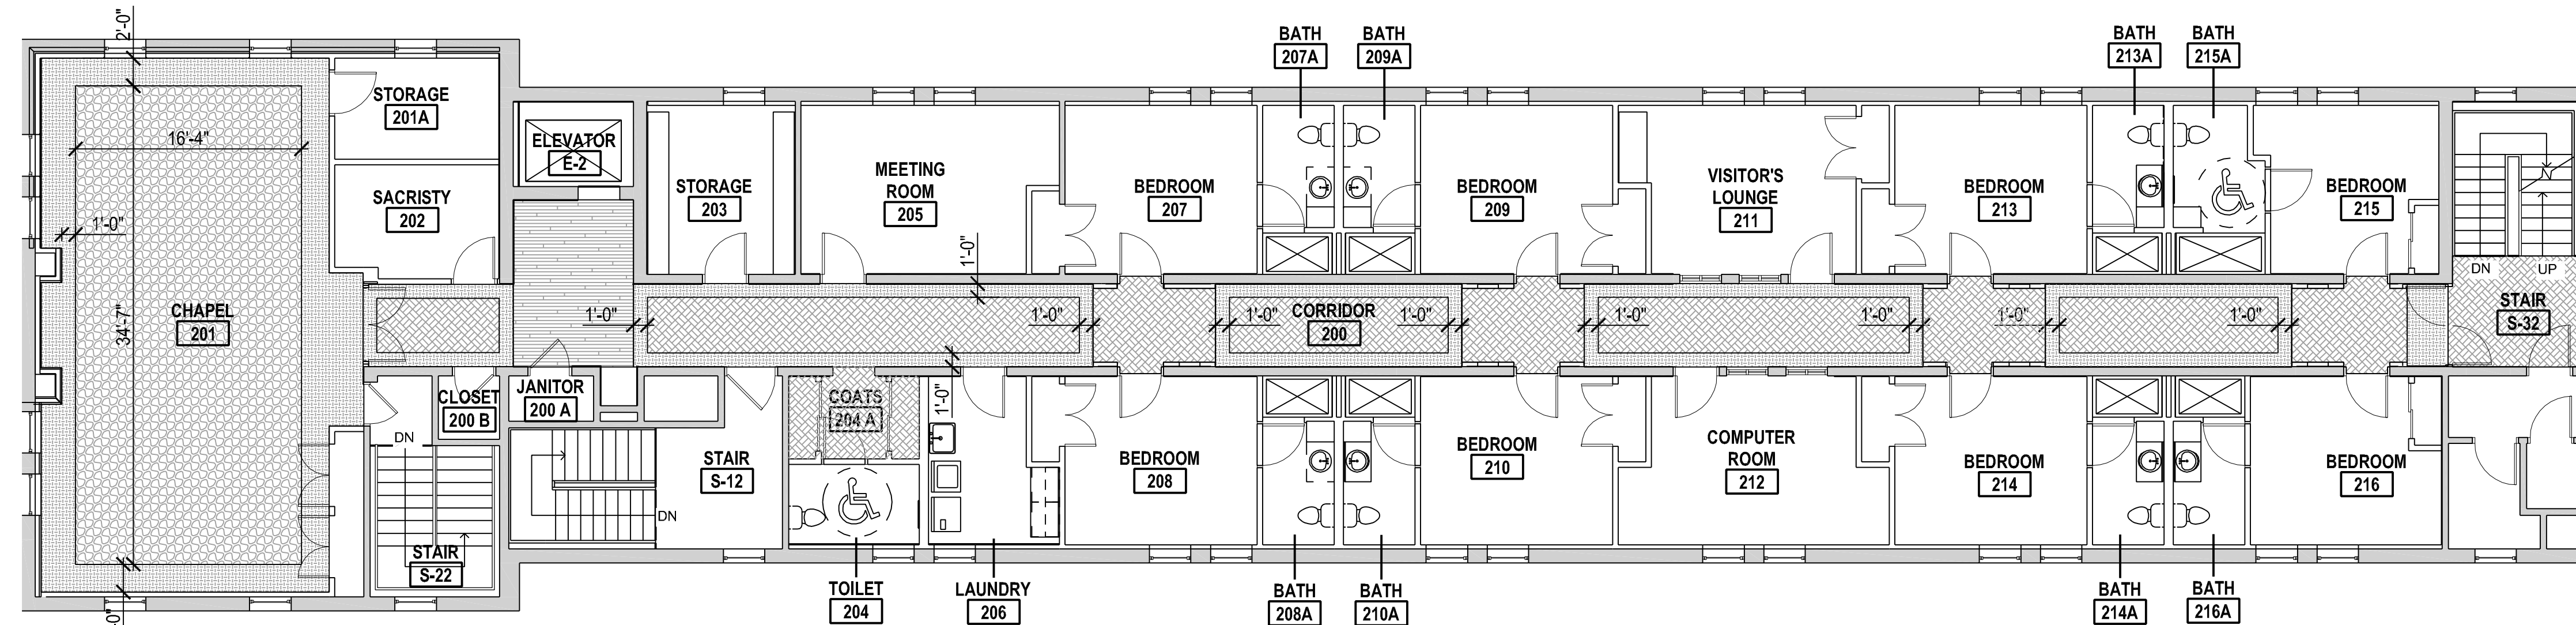 BATH
207A
BATH
209A
BATH
213A
BATH
215A
2'-0"
STORAGE
201A
16'-4"
ELEVATOR
E-2
SACRISTY
202
STORAGE
203
MEETING
ROOM
205
BEDROOM
207
BEDROOM
209
VISITOR'S
LOUNGE
211
BEDROOM
213
BEDROOM
215
N
1'-0"
1'-0"
DN
UP
CHAPEL
201
34'-7"
1'-0"
1'-0"
1'-0"
CORRIDOR
200
1'-0"
1'-0"
1'-0"
1'-0"
1'-0"
STAIR
S-32
CLOSET
200 B
JANITOR
200 A
COATS
204 A
1'-0"
DN
STAIR
S-12
DN
BEDROOM
208
BEDROOM
210
COMPUTER
ROOM
212
BEDROOM
214
BEDROOM
216
STAIR
S-22
TOILET
204
LAUNDRY
206
BATH
208A
BATH
210A
BATH
214A
BATH
216A